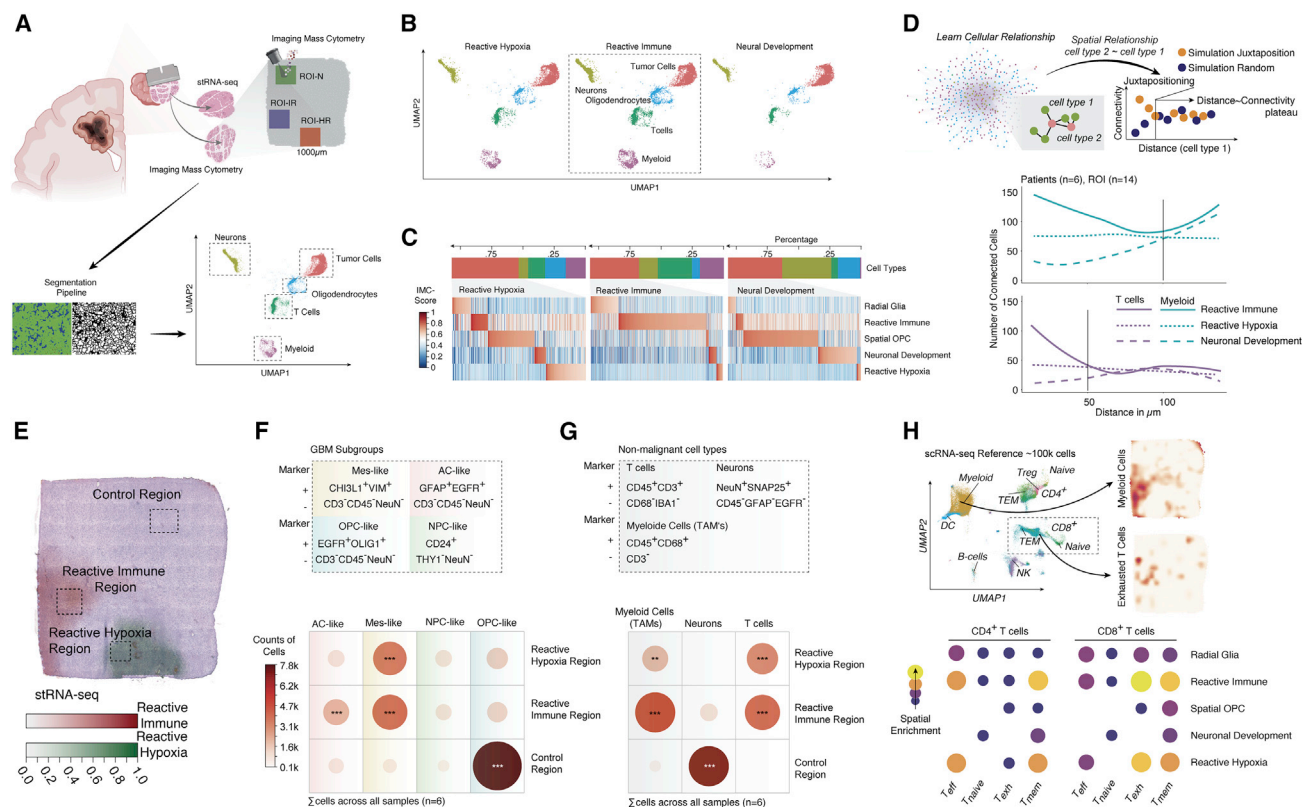 A
Imaging Mass Cytometry
stRNA-seq
ROI-N
ROI-IR
ROI-HR
1000µm
Imaging Mass Cytometry
Segmentation
Pipeline
Neurons
Tumor Cells
Oligodendrocytes
T Cells
Myeloid
UMAP2
UMAP1
B
Reactive Hypoxia
Reactive Immune
Neural Development
Tumor Cells
Neurons
Oligodendrocytes
Tcells
Myeloid
UMAP2
UMAP1
C
Percentage
.75 .25 .75 .25 .75 .25
Cell Types
IMC-
Score
1
0.8
0.6
0.4
0.2
0
Reactive Hypoxia
Reactive Immune
Neural Development
Radial Glia
Reactive Immune
Spatial OPC
Neuronal Development
Reactive Hypoxia
D
Learn Cellular Relationship
Spatial Relationship
cell type 2 ~ cell type 1
Simulation Juxtaposition
Simulation Random
Juxtapositioning
Distance~Connectivity
plateau
cell type 1
cell type 2
Connectivity
Distance (cell type 1)
Patients (n=6), ROI (n=14)
150
100
50
0
Number of Connected Cells
150
100
50
0
T cells Myeloid
Reactive Immune
Reactive Hypoxia
Neuronal Development
50 100
Distance in µm
E
Control Region
Reactive Immune
Region
Reactive Hypoxia
Region
stRNA-seq
Reactive
Immune
Reactive
Hypoxia
0.0 0.2 0.4 0.6 0.8 1.0
F
GBM Subgroups
Marker Mes-like AC-like
+ CHI3L1⁺VIM⁺ GFAP⁺EGFR⁺
- CD3⁻CD45⁻NeuN⁻ CD3⁻CD45⁻NeuN⁻
Marker OPC-like NPC-like
+ EGFR⁺OLIG1⁺ CD24⁺
- CD3⁻CD45⁻NeuN⁻ THY1⁻NeuN⁻
Counts of
Cells
7.8k
6.2k
4.7k
3.1k
1.6k
0.1k
AC-like Mes-like NPC-like OPC-like
*** Reactive
Hypoxia Region
*** *** Reactive
Immune Region
*** Control
Region
∑cells across all samples (n=6)
G
Non-malignant cell types
Marker T cells Neurons
+ CD45⁺CD3⁺ NeuN⁺SNAP25⁺
- CD68⁻IBA1⁻ CD45⁻GFAP⁻EGFR⁻
Marker Myeloide Cells (TAM's)
+ CD45⁺CD68⁺
- CD3⁻
Myeloid Cells
(TAMs) Neurons T cells
** *** Reactive
Hypoxia Region
*** *** Reactive
Immune Region
*** Control
Region
∑cells across all samples (n=6)
H
scRNA-seq Reference ~100k cells
Myeloid
Treg
Naive
TEM
CD4⁺
DC
CD8⁺
TEM
Naive
B-cells
NK
UMAP2
UMAP1
Myeloid Cells
Exhausted T Cells
CD4⁺ T cells CD8⁺ T cells
Radial Glia
Reactive Immune
Spatial OPC
Neuronal Development
Reactive Hypoxia
Spatial
Enrichment
Teff Tnaive Texh Tmem Teff Tnaive Texh Tmem